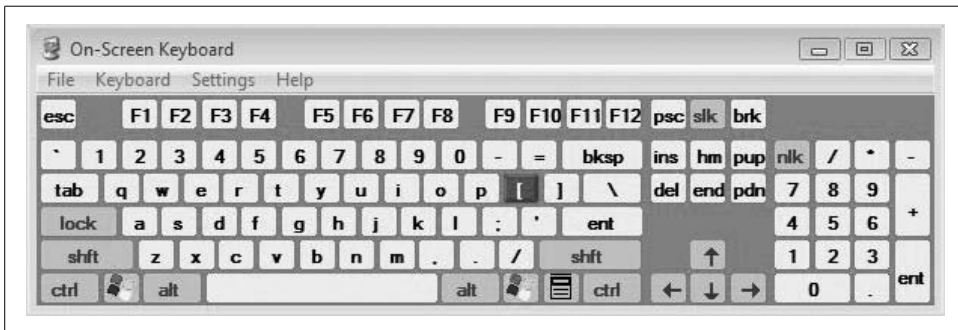 On-Screen Keyboard
File Keyboard Settings Help
esc F1 F2 F3 F4 F5 F6 F7 F8 F9 F10 F11 F12 psc slk brk
` 1 2 3 4 5 6 7 8 9 0 - = bksp ins hm pup nlk / * -
tab q w e r t y u i o p [ ] \ del end pdn 7 8 9 +
lock a s d f g h j k l ; ' ent 4 5 6
shft z x c v b n m , . / shft ↑ 1 2 3 ent
ctrl alt alt ctrl ← ↓ → 0 .